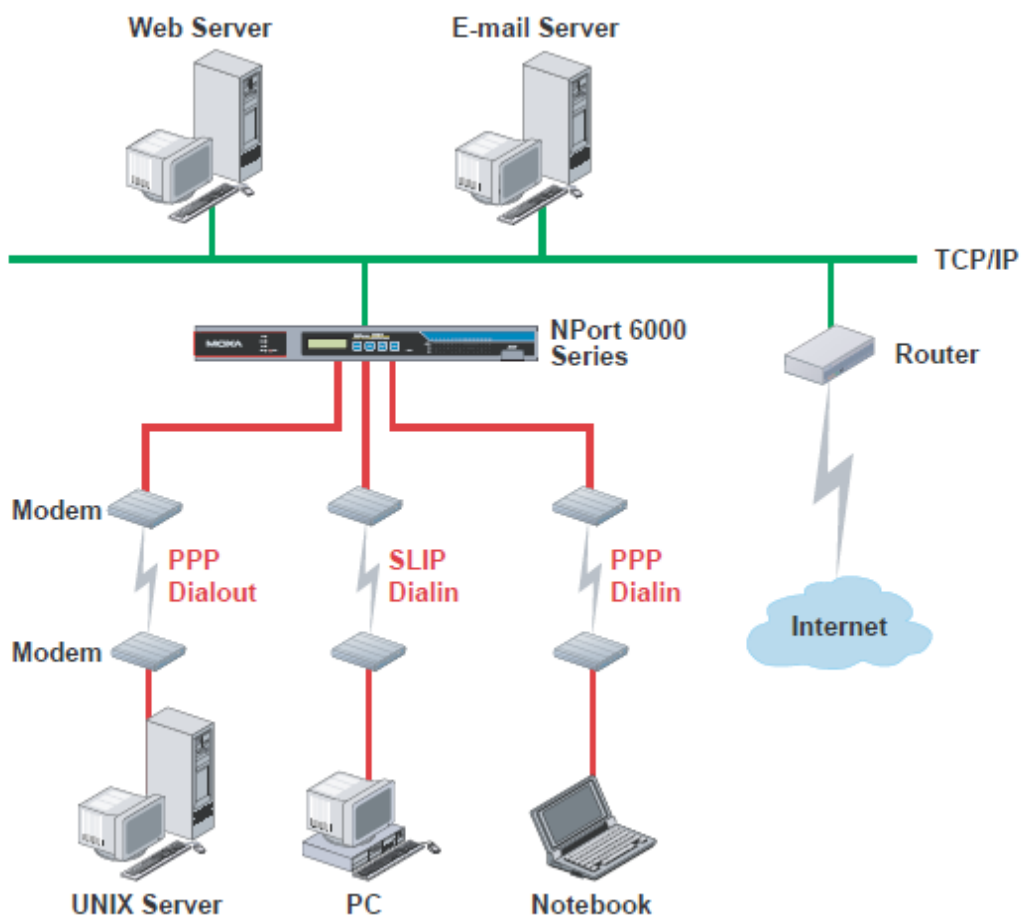 Web Server
E-mail Server
TCP/IP
MOXA
NPort 6000
Series
Router
Modem
PPP
Dialout
SLIP
Dialin
PPP
Dialin
Internet
Modem
UNIX Server
PC
Notebook